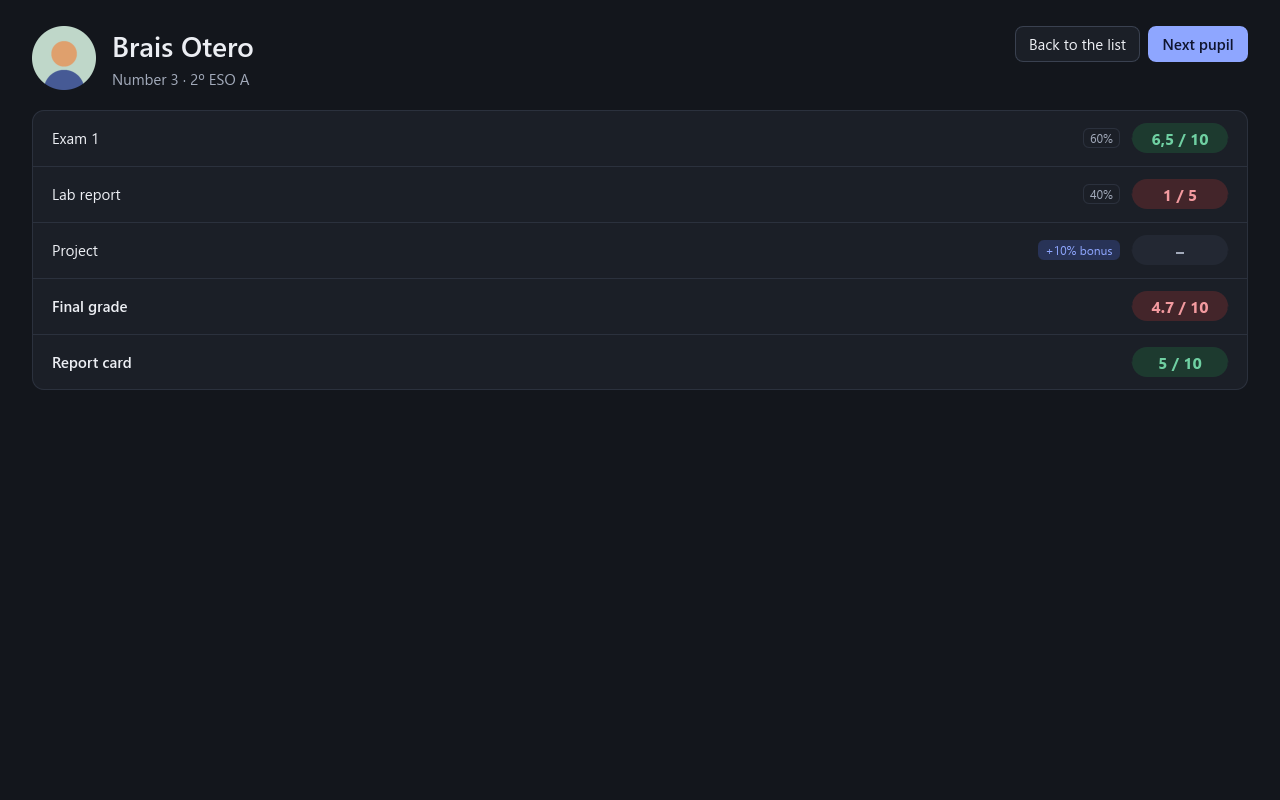 Brais Otero
Number 3 · 2º ESO A
Back to the list
Next pupil
Exam 1
60%
6,5 / 10
Lab report
40%
1 / 5
Project
+10% bonus
–
Final grade
4.7 / 10
Report card
5 / 10